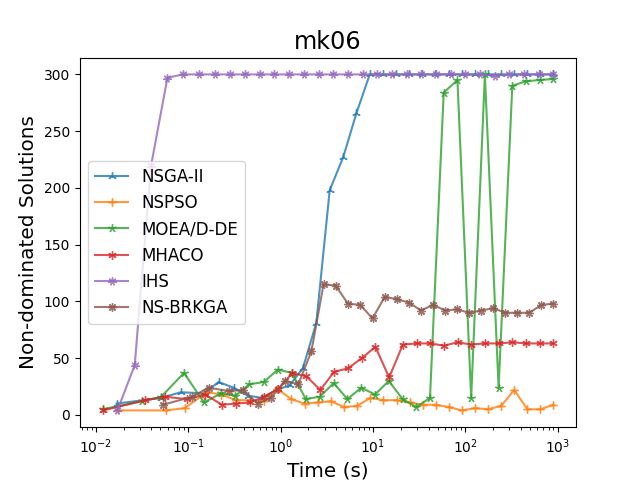 mk06
Non-dominated Solutions
300
250
200
150
100
50
0
NSGA-II
NSPSO
MOEA/D-DE
MHACO
IHS
NS-BRKGA
10⁻² 10⁻¹ 10⁰ 10¹ 10² 10³
Time (s)